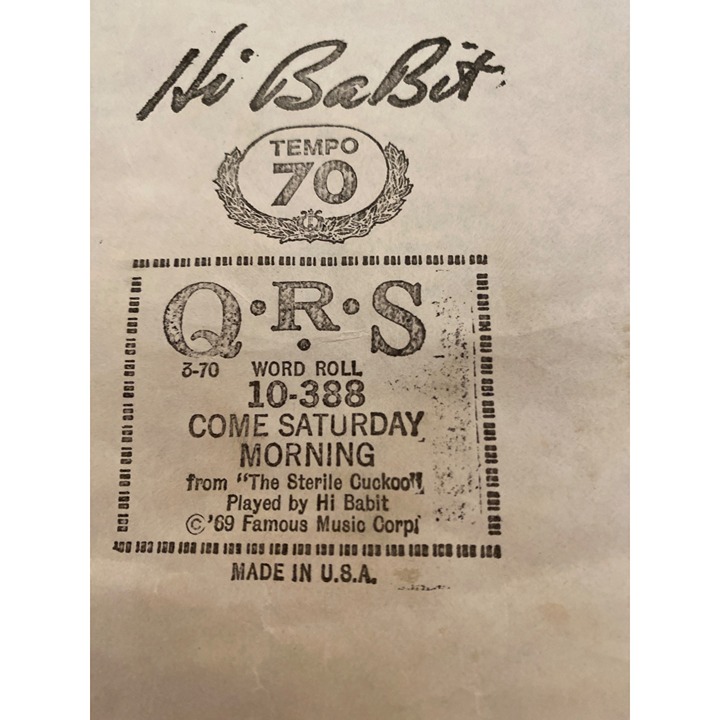 Hi BaBit
TEMPO
70
Q·R·S
3-70 WORD ROLL
10-388
COME SATURDAY
MORNING
from "The Sterile Cuckoo"
Played by Hi Babit
©'69 Famous Music Corp.
MADE IN U.S.A.